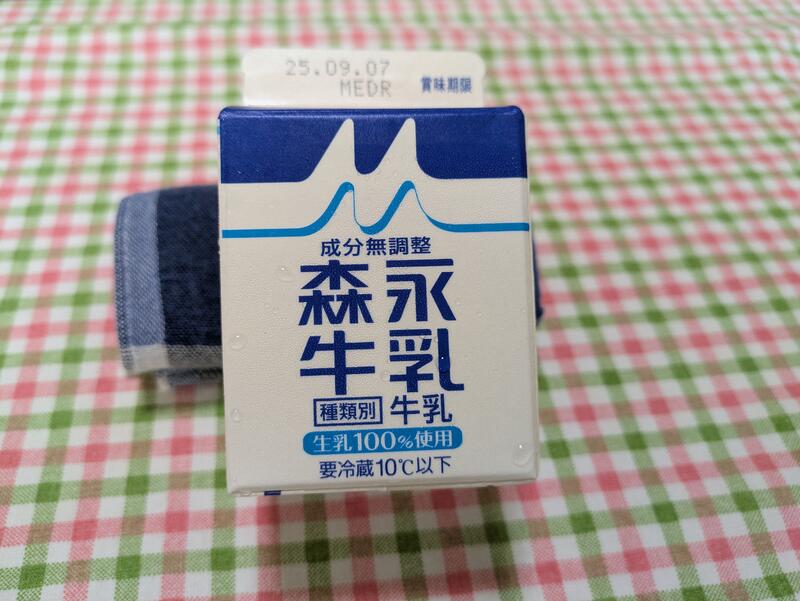 25.09.07
MEDR 賞味期限
成分無調整
森永
牛乳
種類別 牛乳
生乳100%使用
要冷蔵10℃以下